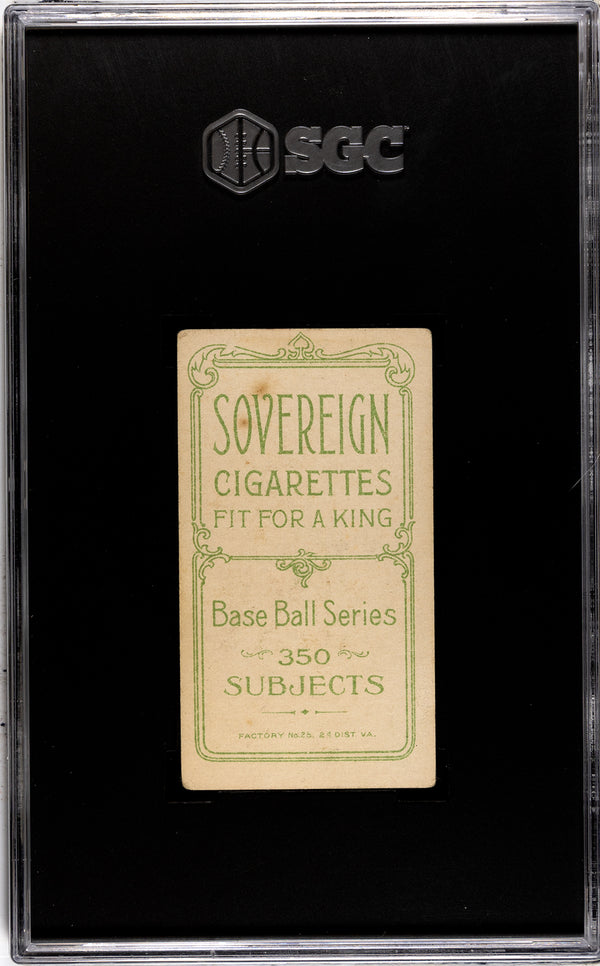 SGC
SOVEREIGN
CIGARETTES
FIT FOR A KING
Base Ball Series
350
SUBJECTS
FACTORY No. 25, 2d DIST. VA.